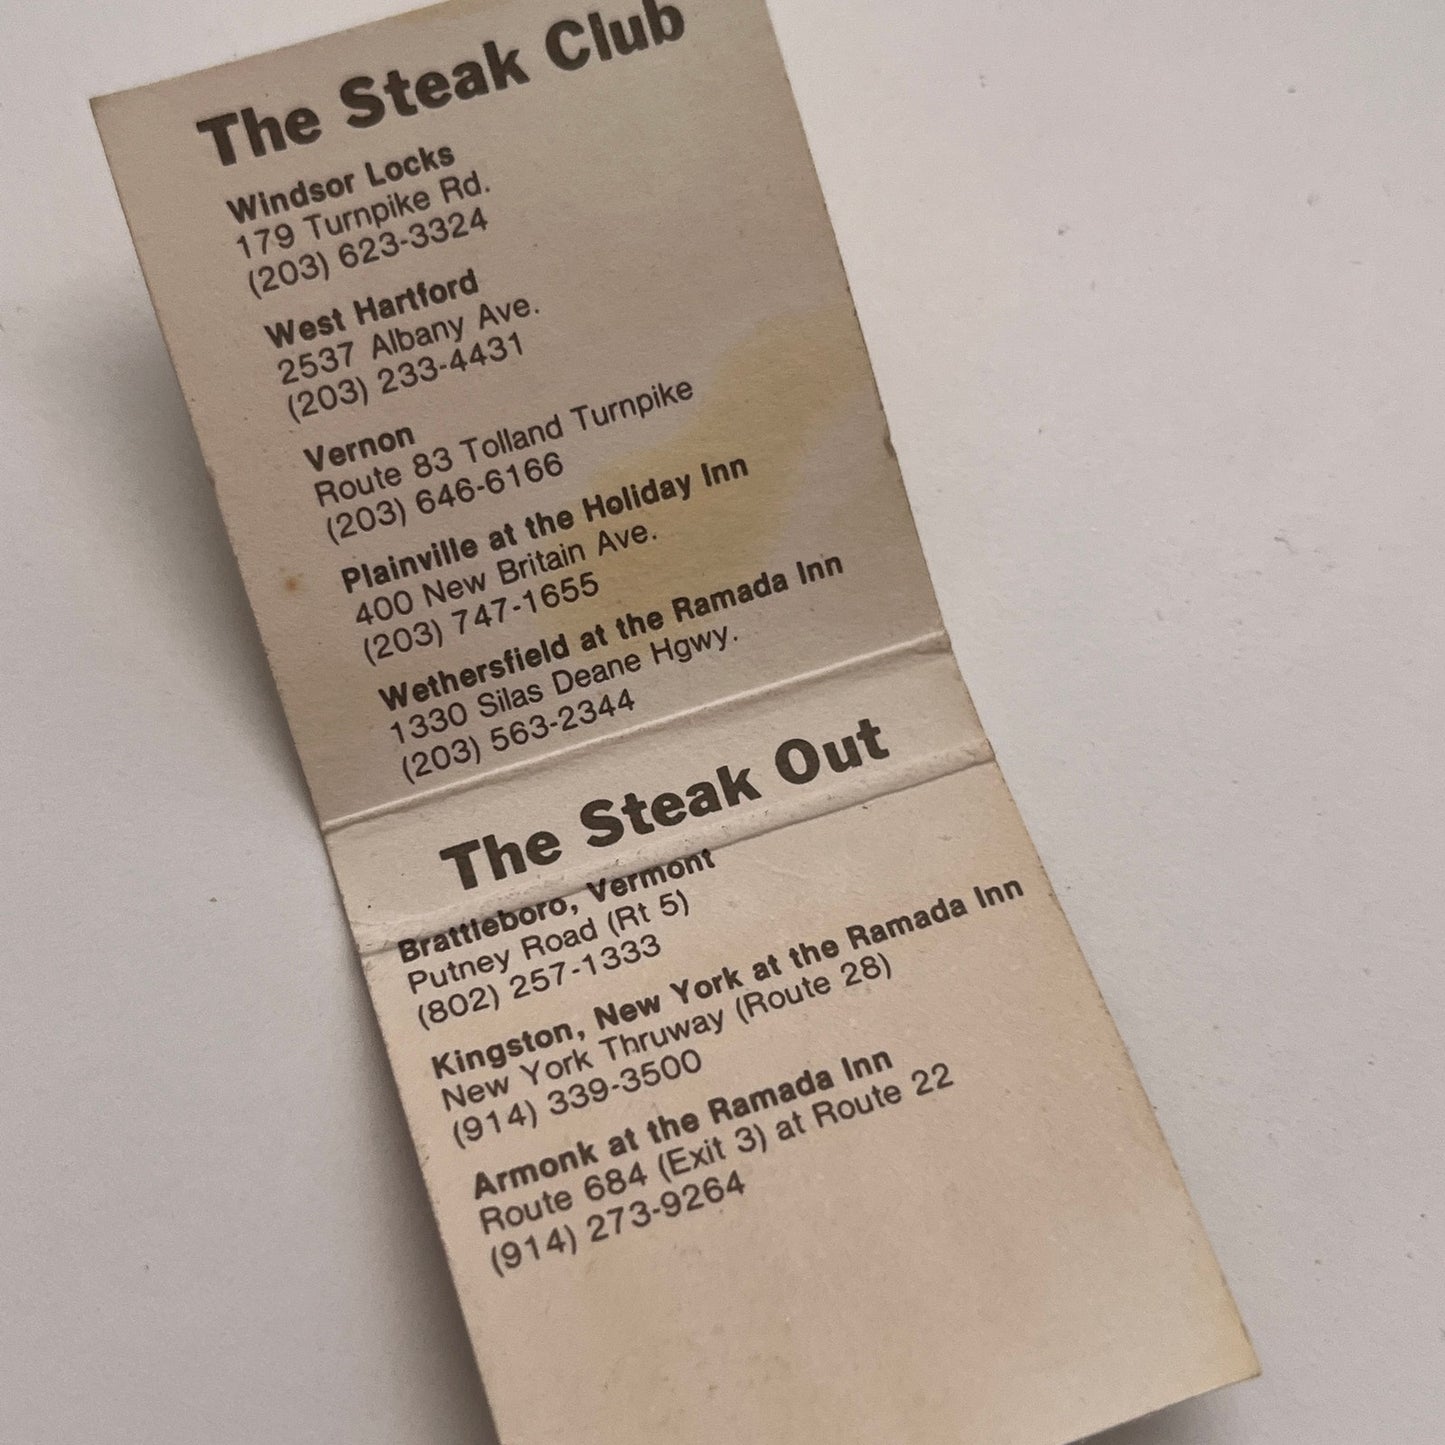 The Steak Club
Windsor Locks
179 Turnpike Rd.
(203) 623-3324
West Hartford
2537 Albany Ave.
(203) 233-4431
Vernon
Route 83 Tolland Turnpike
(203) 646-6166
Plainville at the Holiday Inn
400 New Britain Ave.
(203) 747-1655
Wethersfield at the Ramada Inn
1330 Silas Deane Hgwy.
(203) 563-2344
The Steak Out
Brattleboro, Vermont
Putney Road (Rt 5)
(802) 257-1333
Kingston, New York at the Ramada Inn
New York Thruway (Route 28)
(914) 339-3500
Armonk at the Ramada Inn
Route 684 (Exit 3) at Route 22
(914) 273-9264